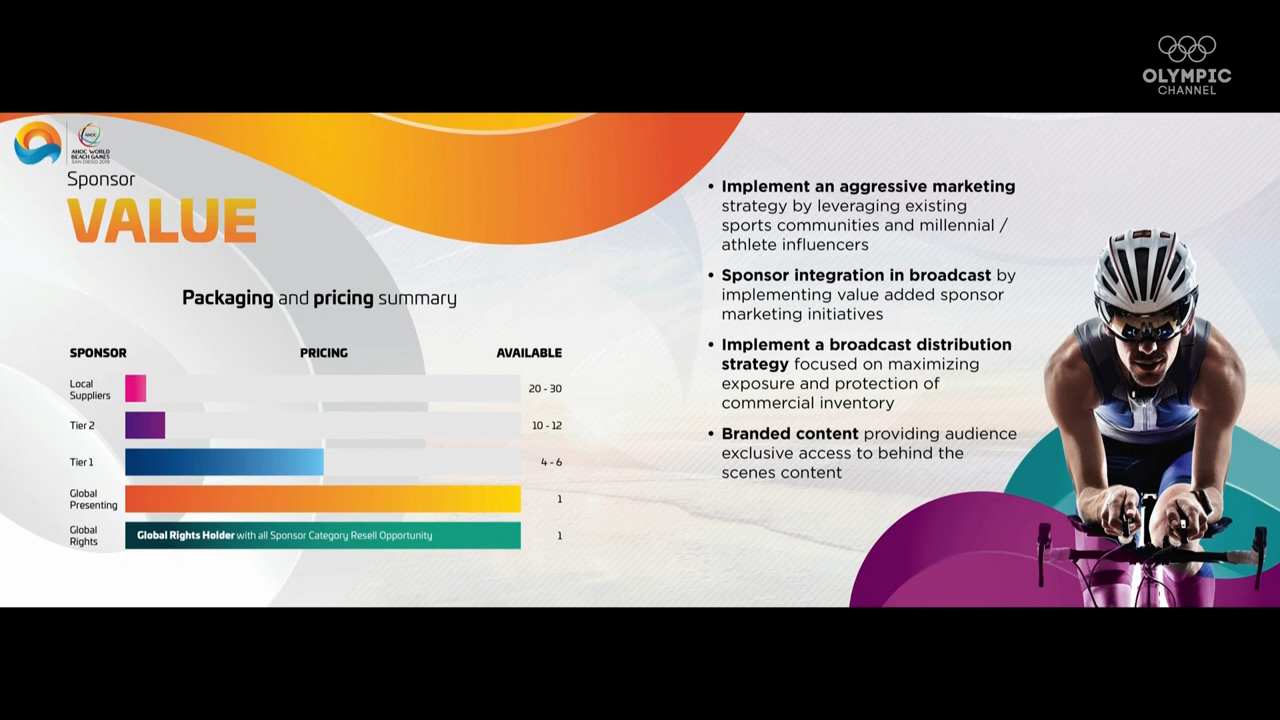 OLYMPIC
CHANNEL
ANOC
ANOC WORLD
BEACH GAMES
SAN DIEGO 2019
Sponsor
VALUE
Packaging and pricing summary
SPONSOR PRICING AVAILABLE
Local
Suppliers
20 - 30
Tier 2
10 - 12
Tier 1
4 - 6
Global
Presenting
1
Global
Rights
Global Rights Holder with all Sponsor Category Resell Opportunity
1
• Implement an aggressive marketing
strategy by leveraging existing
sports communities and millennial /
athlete influencers
• Sponsor integration in broadcast by
implementing value added sponsor
marketing initiatives
• Implement a broadcast distribution
strategy focused on maximizing
exposure and protection of
commercial inventory
• Branded content providing audience
exclusive access to behind the
scenes content